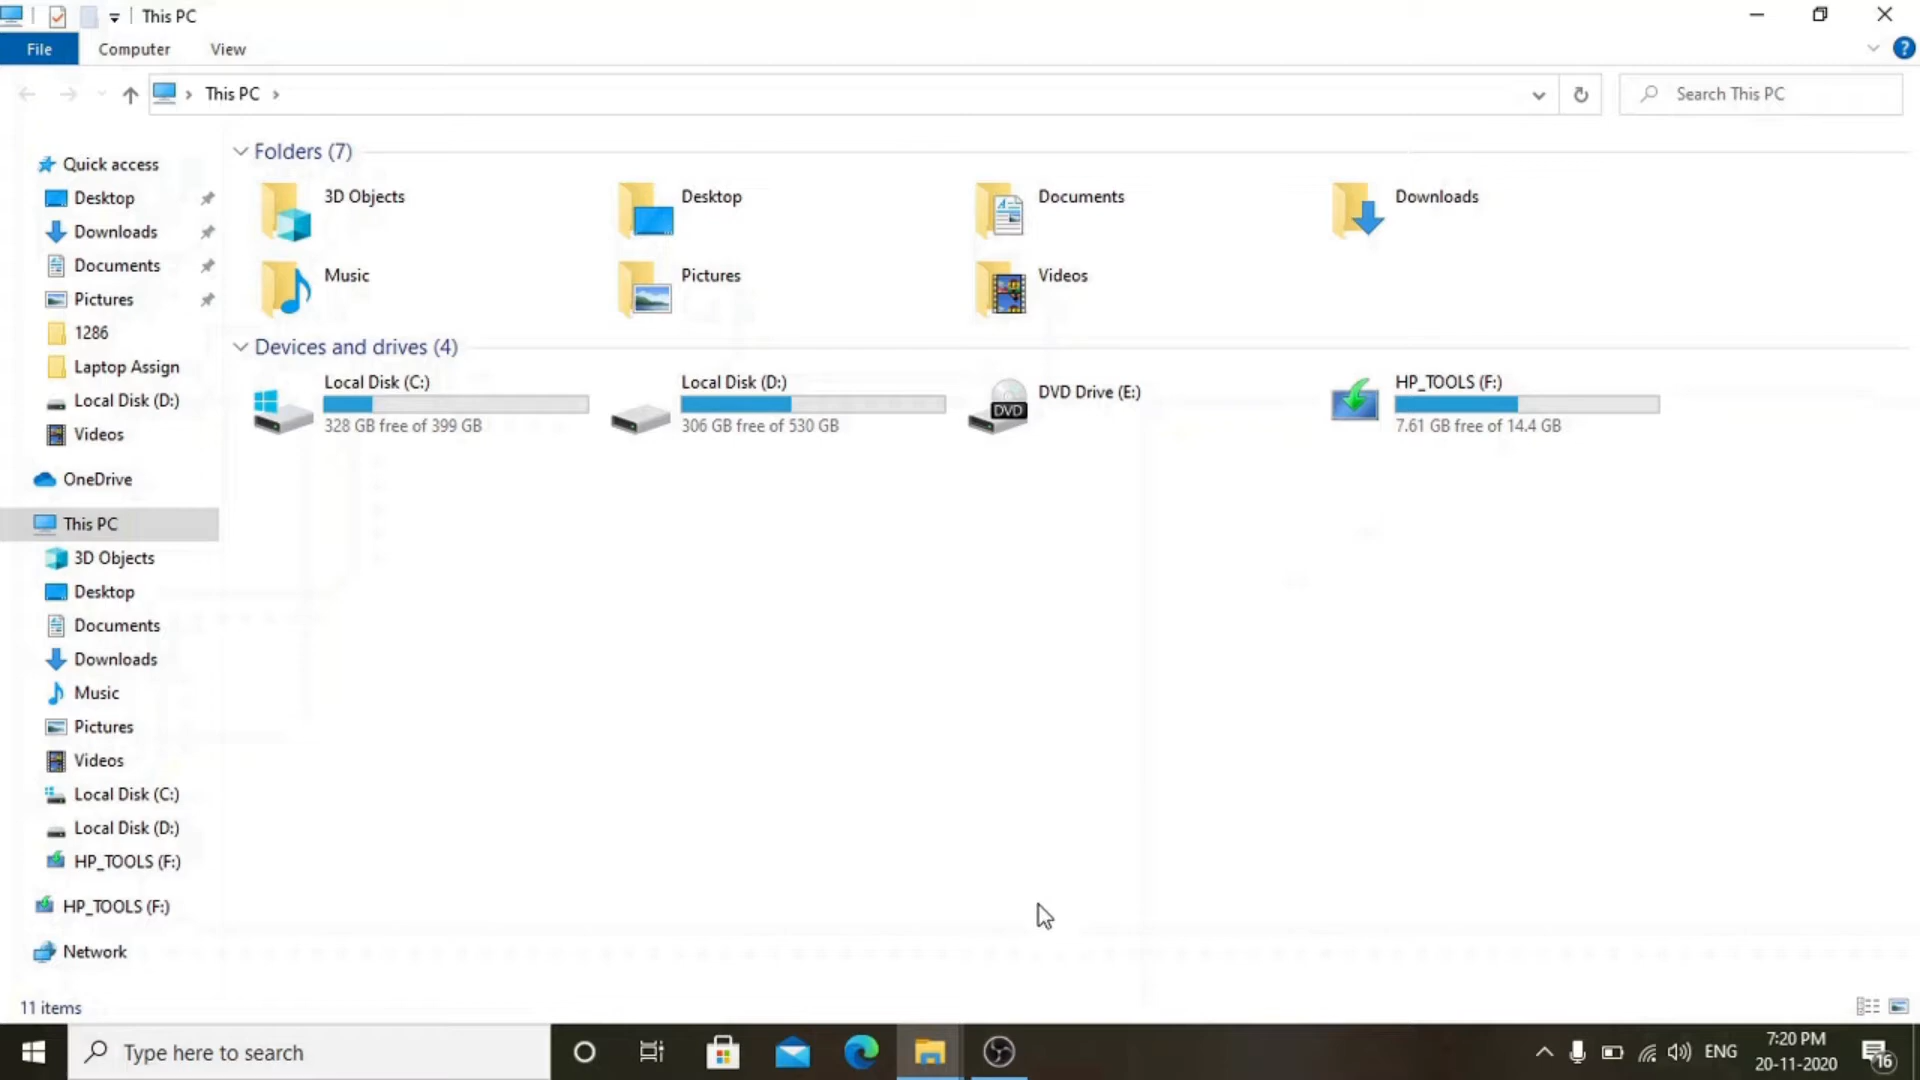 This PC
File Computer View
This PC
Search This PC
Quick access
Desktop
Downloads
Documents
Pictures
1286
Laptop Assign
Local Disk (D:)
Videos
OneDrive
This PC
3D Objects
Desktop
Documents
Downloads
Music
Pictures
Videos
Local Disk (C:)
Local Disk (D:)
HP_TOOLS (F:)
HP_TOOLS (F:)
Network
Folders (7)
3D Objects
Desktop
Documents
Downloads
Music
Pictures
Videos
Devices and drives (4)
Local Disk (C:)
328 GB free of 399 GB
Local Disk (D:)
306 GB free of 530 GB
DVD
DVD Drive (E:)
HP_TOOLS (F:)
7.61 GB free of 14.4 GB
11 items
Type here to search
ENG
7:20 PM
20-11-2020
16